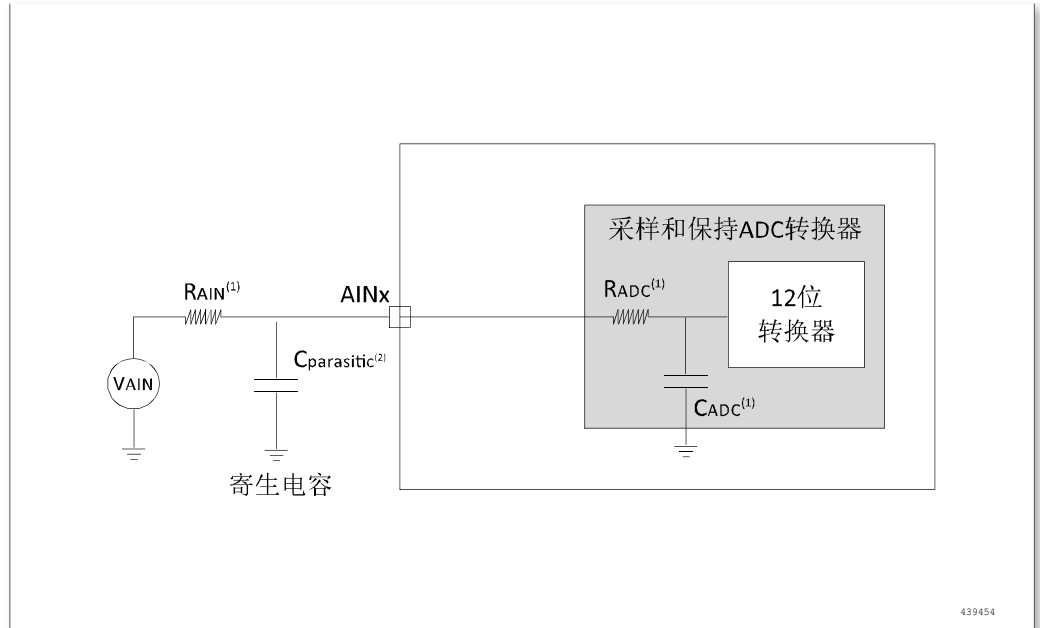 采样和保持ADC转换器
RAIN(1)
AINx
RADC(1)
12位
转换器
Cparasitic(2)
VAIN
CADC(1)
寄生电容
439454